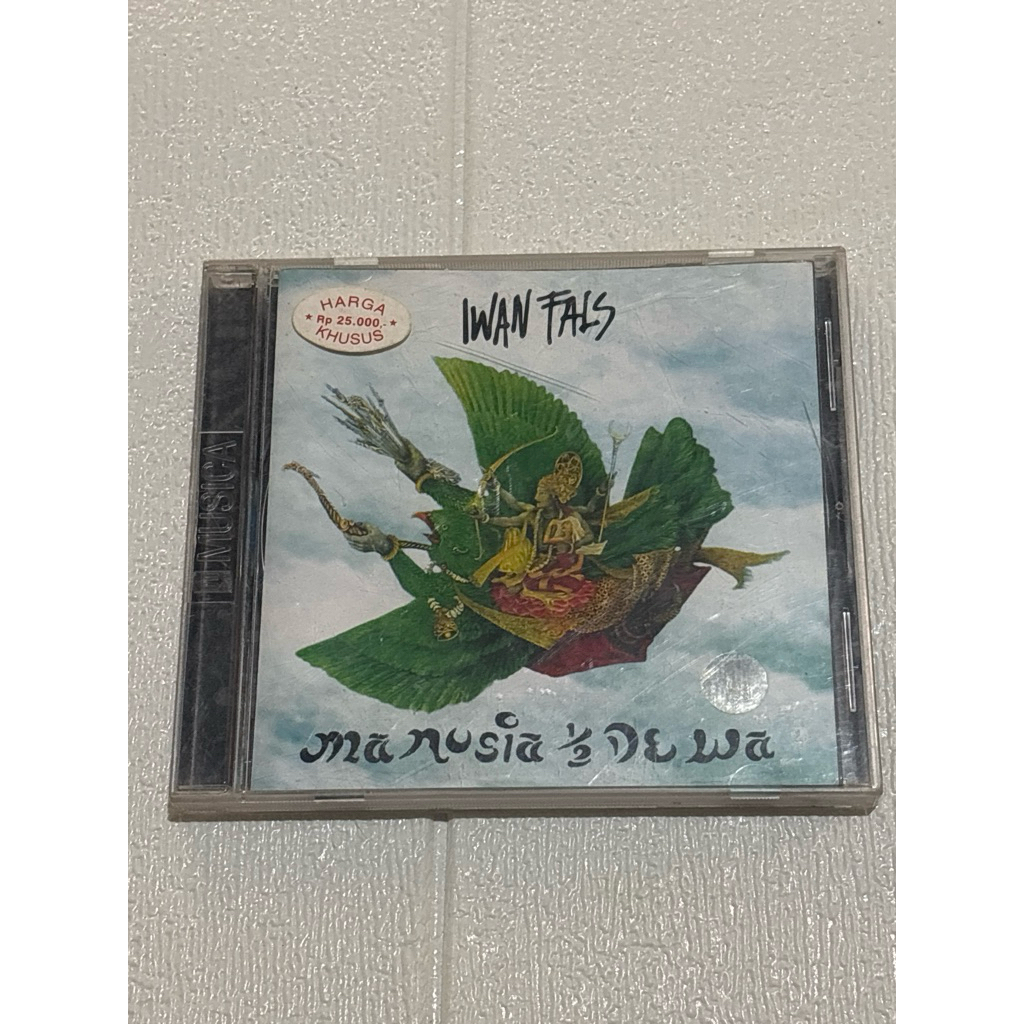 HARGA
★ Rp 25.000,- ★
KHUSUS
IWAN FALS
MUSICA
MANUSIA ½ DEWA